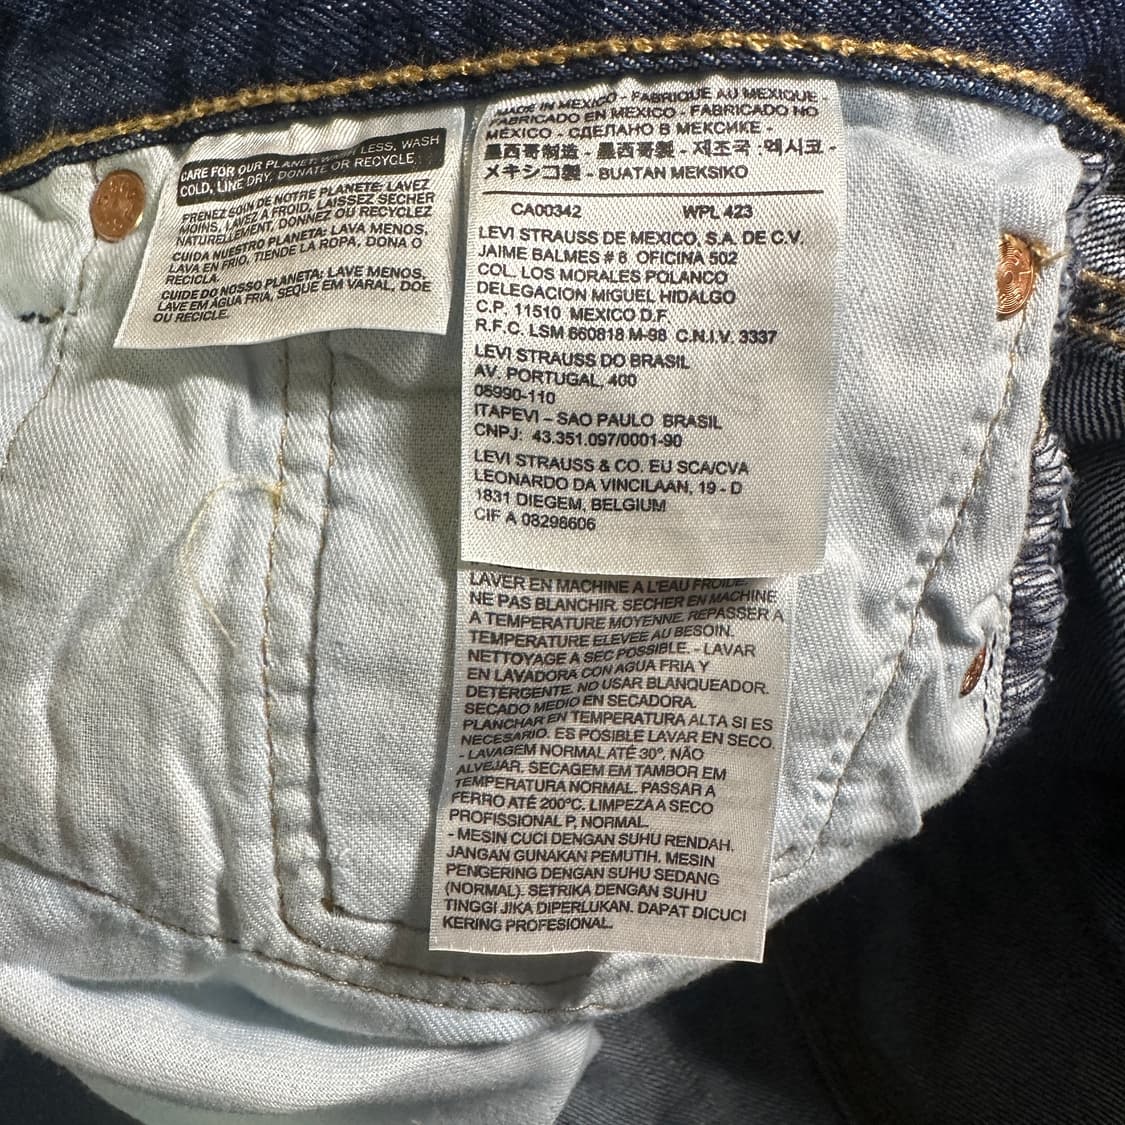 CARE FOR OUR PLANET: WASH LESS, WASH
COLD, LINE DRY, DONATE OR RECYCLE.
PRENEZ SOIN DE NOTRE PLANETE: LAVEZ
MOINS, LAVEZ A FROID, LAISSEZ SECHER
NATURELLEMENT, DONNEZ OU RECYCLEZ
CUIDA NUESTRO PLANETA: LAVA MENOS,
LAVA EN FRIO, TIENDE LA ROPA, DONA O
RECICLA.
CUIDE DO NOSSO PLANETA: LAVE MENOS,
LAVE EM ÁGUA FRIA, SEQUE EM VARAL, DOE
OU RECICLE.
MADE IN MEXICO - FABRIQUE AU MEXIQUE -
FABRICADO EN MÉXICO - FABRICADO NO
MÉXICO - СДЕЛАНО В МЕКСИКЕ -
墨西哥制造 - 墨西哥製 - 제조국 :멕시코 -
メキシコ製 - BUATAN MEKSIKO
CA00342 WPL 423
LEVI STRAUSS DE MEXICO, S.A. DE C.V.
JAIME BALMES # 8 OFICINA 502
COL. LOS MORALES POLANCO
DELEGACION MIGUEL HIDALGO
C.P. 11510 MEXICO D.F.
R.F.C. LSM 660818 M-98 C.N.I.V. 3337
LEVI STRAUSS DO BRASIL
AV. PORTUGAL, 400
05990-110
ITAPEVI – SAO PAULO BRASIL
CNPJ: 43.351.097/0001-90
LEVI STRAUSS & CO. EU SCA/CVA
LEONARDO DA VINCILAAN, 19 - D
1831 DIEGEM, BELGIUM
CIF A 08298606
LAVER EN MACHINE A L'EAU FROIDE.
NE PAS BLANCHIR. SECHER EN MACHINE
A TEMPERATURE MOYENNE. REPASSER A
TEMPERATURE ELEVEE AU BESOIN.
NETTOYAGE A SEC POSSIBLE. - LAVAR
EN LAVADORA CON AGUA FRIA Y
DETERGENTE. NO USAR BLANQUEADOR.
SECADO MEDIO EN SECADORA.
PLANCHAR EN TEMPERATURA ALTA SI ES
NECESARIO. ES POSIBLE LAVAR EN SECO.
- LAVAGEM NORMAL ATÉ 30°, NÃO
ALVEJAR. SECAGEM EM TAMBOR EM
TEMPERATURA NORMAL. PASSAR A
FERRO ATÉ 200°C. LIMPEZA A SECO
PROFISSIONAL P, NORMAL.
- MESIN CUCI DENGAN SUHU RENDAH.
JANGAN GUNAKAN PEMUTIH. MESIN
PENGERING DENGAN SUHU SEDANG
(NORMAL). SETRIKA DENGAN SUHU
TINGGI JIKA DIPERLUKAN. DAPAT DICUCI
KERING PROFESIONAL.